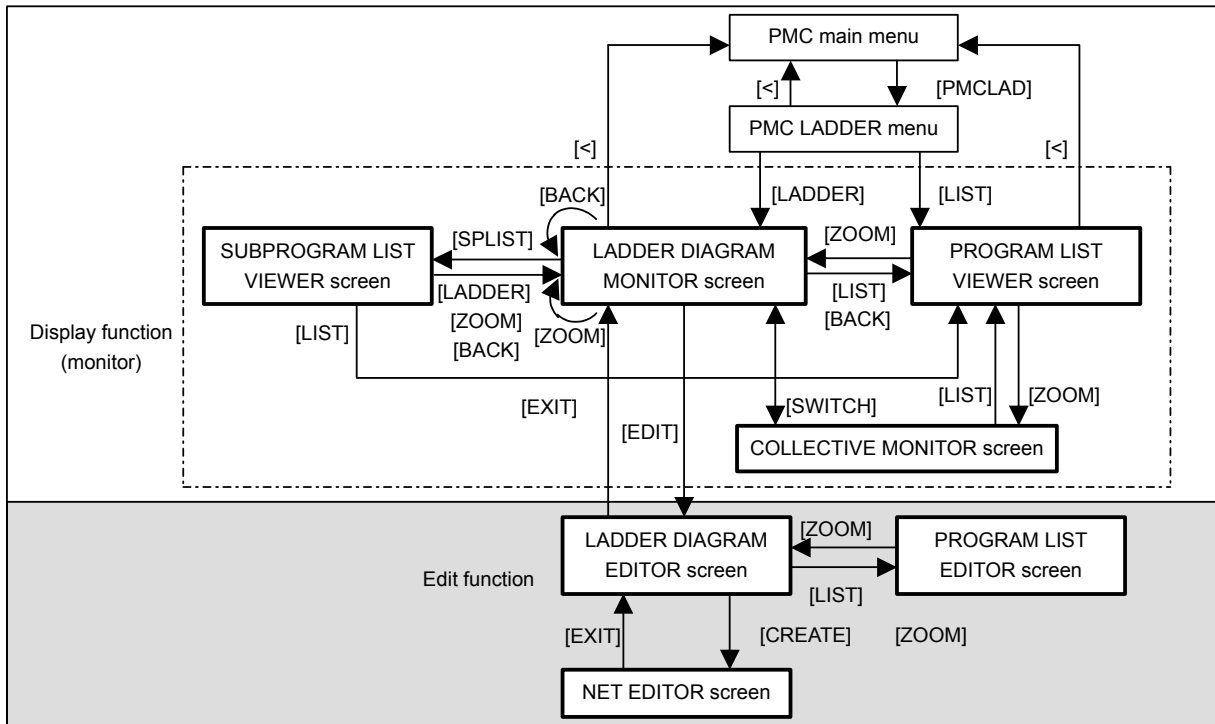 PMC main menu
[<]
[PMCLAD]
PMC LADDER menu
[<]
[<]
[BACK]
[LADDER]
[LIST]
SUBPROGRAM LIST
VIEWER screen
[SPLIST]
LADDER DIAGRAM
MONITOR screen
[ZOOM]
PROGRAM LIST
VIEWER screen
[LADDER]
[ZOOM]
[BACK]
[ZOOM]
[LIST]
[BACK]
[LIST]
Display function
(monitor)
[EXIT]
[EDIT]
[SWITCH]
[LIST]
[ZOOM]
COLLECTIVE MONITOR screen
LADDER DIAGRAM
EDITOR screen
[ZOOM]
PROGRAM LIST
EDITOR screen
Edit function
[LIST]
[EXIT]
[CREATE]
[ZOOM]
NET EDITOR screen